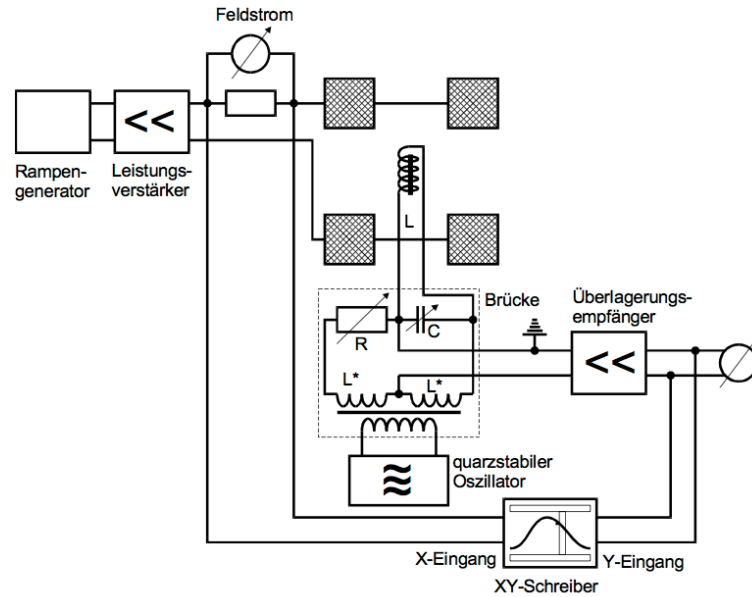 Feldstrom
Rampen-
generator
Leistungs-
verstärker
L
Brücke
Überlagerungs-
empfänger
R
C
L*
L*
quarzstabiler
Oszillator
X-Eingang
Y-Eingang
XY-Schreiber